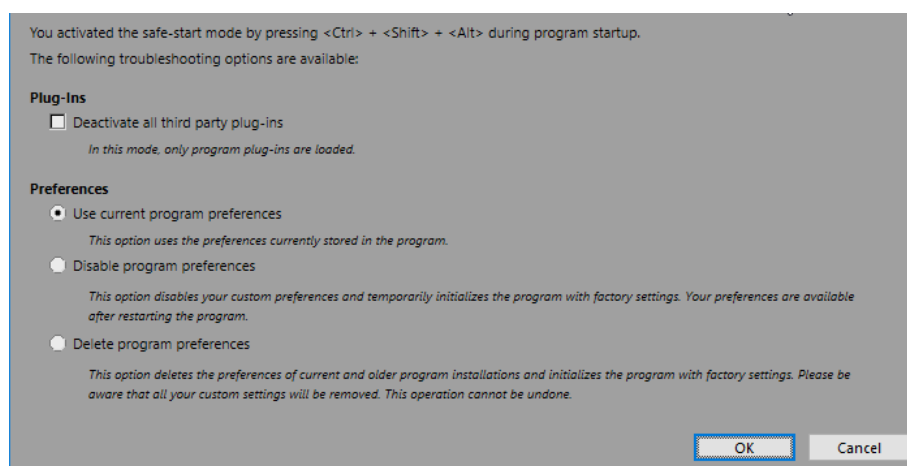 You activated the safe-start mode by pressing <Ctrl> + <Shift> + <Alt> during program startup.
The following troubleshooting options are available:
Plug-Ins
Deactivate all third party plug-ins
In this mode, only program plug-ins are loaded.
Preferences
Use current program preferences
This option uses the preferences currently stored in the program.
Disable program preferences
This option disables your custom preferences and temporarily initializes the program with factory settings. Your preferences are available
after restarting the program.
Delete program preferences
This option deletes the preferences of current and older program installations and initializes the program with factory settings. Please be
aware that all your custom settings will be removed. This operation cannot be undone.
OK Cancel